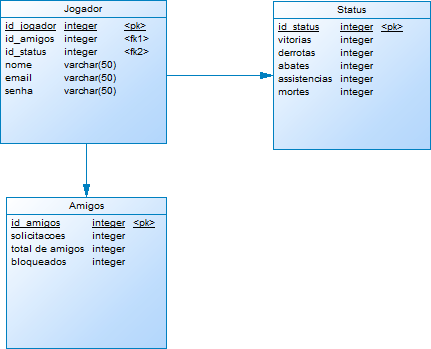 Jogador
id_jogador integer <pk>
id_amigos integer <fk1>
id_status integer <fk2>
nome varchar(50)
email varchar(50)
senha varchar(50)
Status
id_status integer <pk>
vitorias integer
derrotas integer
abates integer
assistencias integer
mortes integer
Amigos
id_amigos integer <pk>
solicitacoes integer
total de amigos integer
bloqueados integer